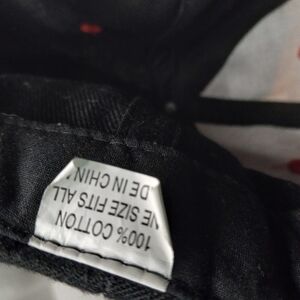 100% COTTON
NE SIZE FITS ALL
DE IN CHIN